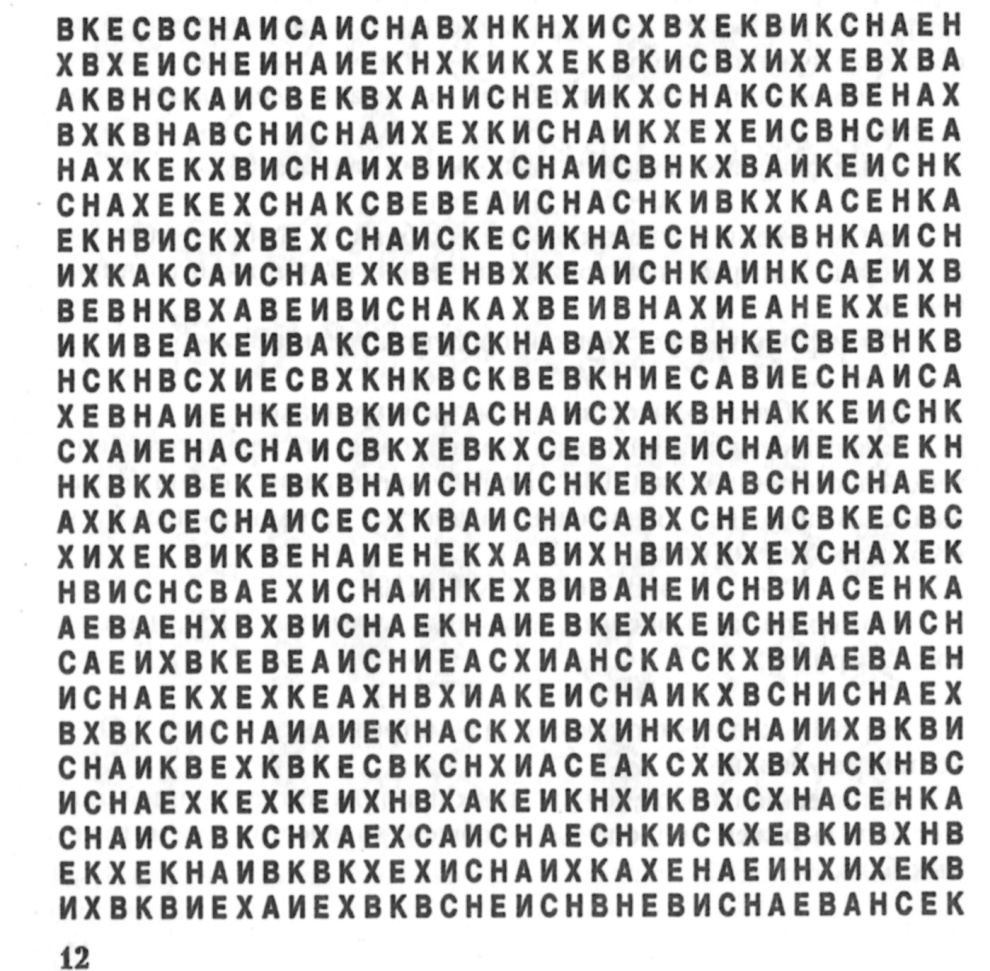 ВКЕСВСНАИСАИСНАВХНКНХИСХВХЕКВИКСНАЕН
ХВХЕИСНЕИНАИЕКНХКИКХЕКВКИСВХИХХЕВХВА
АКВНСКАИСВЕКВХАНИСНЕХИКХСНАКСКАВЕНАХ
ВХКВНАВСНИСНАИХЕХКИСНАИКХЕХЕИСВНСИЕА
НАХКЕКХВИСНАИХВИКХСНАИСВНКХВАИКЕИСНК
СНАХЕКЕХСНАКСВЕВЕАИСНАСНКИВКХКАСЕНКА
ЕКНВИСКХВЕХСНАИСКЕСИКНАЕСНКХКВНКАИСН
ИХКАКСАИСНАЕХКВЕНВХКЕАИСНКАИНКСАЕИХВ
ВЕВНКВХАВЕИВИСНАКАХВЕИВНАХИЕАНЕКХЕКН
ИКИВЕАКЕИВАКСВЕИСКНАВАХЕСВНКЕСВЕВНКВ
НСКНВСХИЕСВХКНКВСКВЕВКНИЕСАВИЕСНАИСА
ХЕВНАИЕНКЕИВКИСНАСНАИСХАКВННАККЕИСНК
СХАИЕНАСНАИСВКХЕВКХСЕВХНЕИСНАИЕКХЕКН
НКВКХВЕКЕВКВНАИСНАИСНКЕВКХАВСНИСНАЕК
АХКАСЕСНАИСЕСХКВАИСНАСАВХСНЕИСВКЕСВС
ХИХЕКВИКВЕНАИЕНЕКХАВИХНВИХКХЕХСНАХЕК
НВИСНСВАЕХИСНАИНКЕХВИВАНЕИСНВИАСЕНКА
АЕВАЕНХВХВИСНАЕКНАИЕВКЕХКЕИСНЕНЕАИСН
САЕИХВКЕВЕАИСНИЕАСХИАНСКАСКХВИАЕВАЕН
ИСНАЕКХЕХКЕАХНВХИАКЕИСНАИКХВСНИСНАЕХ
ВХВКСИСНАИАИЕКНАСКХИВХИНКИСНАИИХВКВИ
СНАИКВЕХКВКЕСВКСНХИАСЕАКСХКХВХНСКНВС
ИСНАЕХКЕХКЕИХНВХАКЕИКНХИКВХСХНАСЕНКА
СНАИСАВКСНХАЕХСАИСНАЕСНКИСКХЕВКИВХНВ
ЕКХЕКНАИВКВКХЕХИСНАИХКАХЕНАЕИНХИХЕКВ
ИХВКВИЕХАИЕХВКВСНЕИСНВНЕВИСНАЕВАНСЕК
12